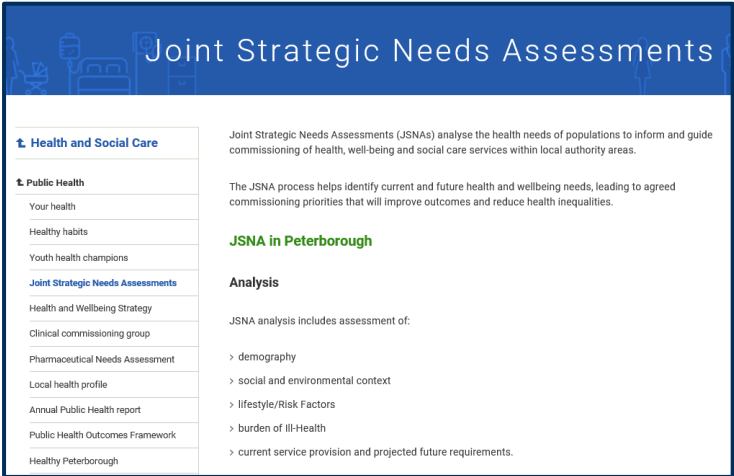 Joint Strategic Needs Assessments
Health and Social Care
Public Health
Your health
Healthy habits
Youth health champions
Joint Strategic Needs Assessments
Health and Wellbeing Strategy
Clinical commissioning group
Pharmaceutical Needs Assessment
Local health profile
Annual Public Health report
Public Health Outcomes Framework
Healthy Peterborough
Joint Strategic Needs Assessments (JSNAs) analyse the health needs of populations to inform and guide
commissioning of health, well-being and social care services within local authority areas.
The JSNA process helps identify current and future health and wellbeing needs, leading to agreed
commissioning priorities that will improve outcomes and reduce health inequalities.
JSNA in Peterborough
Analysis
JSNA analysis includes assessment of:
> demography
> social and environmental context
> lifestyle/Risk Factors
> burden of Ill-Health
> current service provision and projected future requirements.